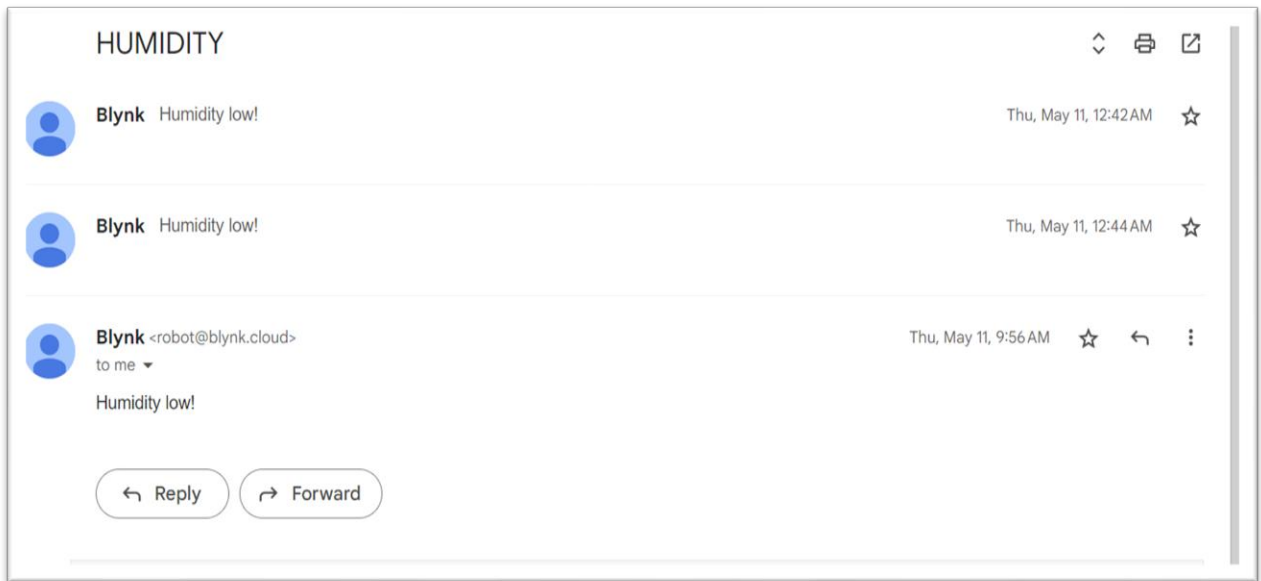 HUMIDITY
Blynk Humidity low! Thu, May 11, 12:42 AM
Blynk Humidity low! Thu, May 11, 12:44 AM
Blynk <robot@blynk.cloud> Thu, May 11, 9:56 AM
to me
Humidity low!
Reply Forward